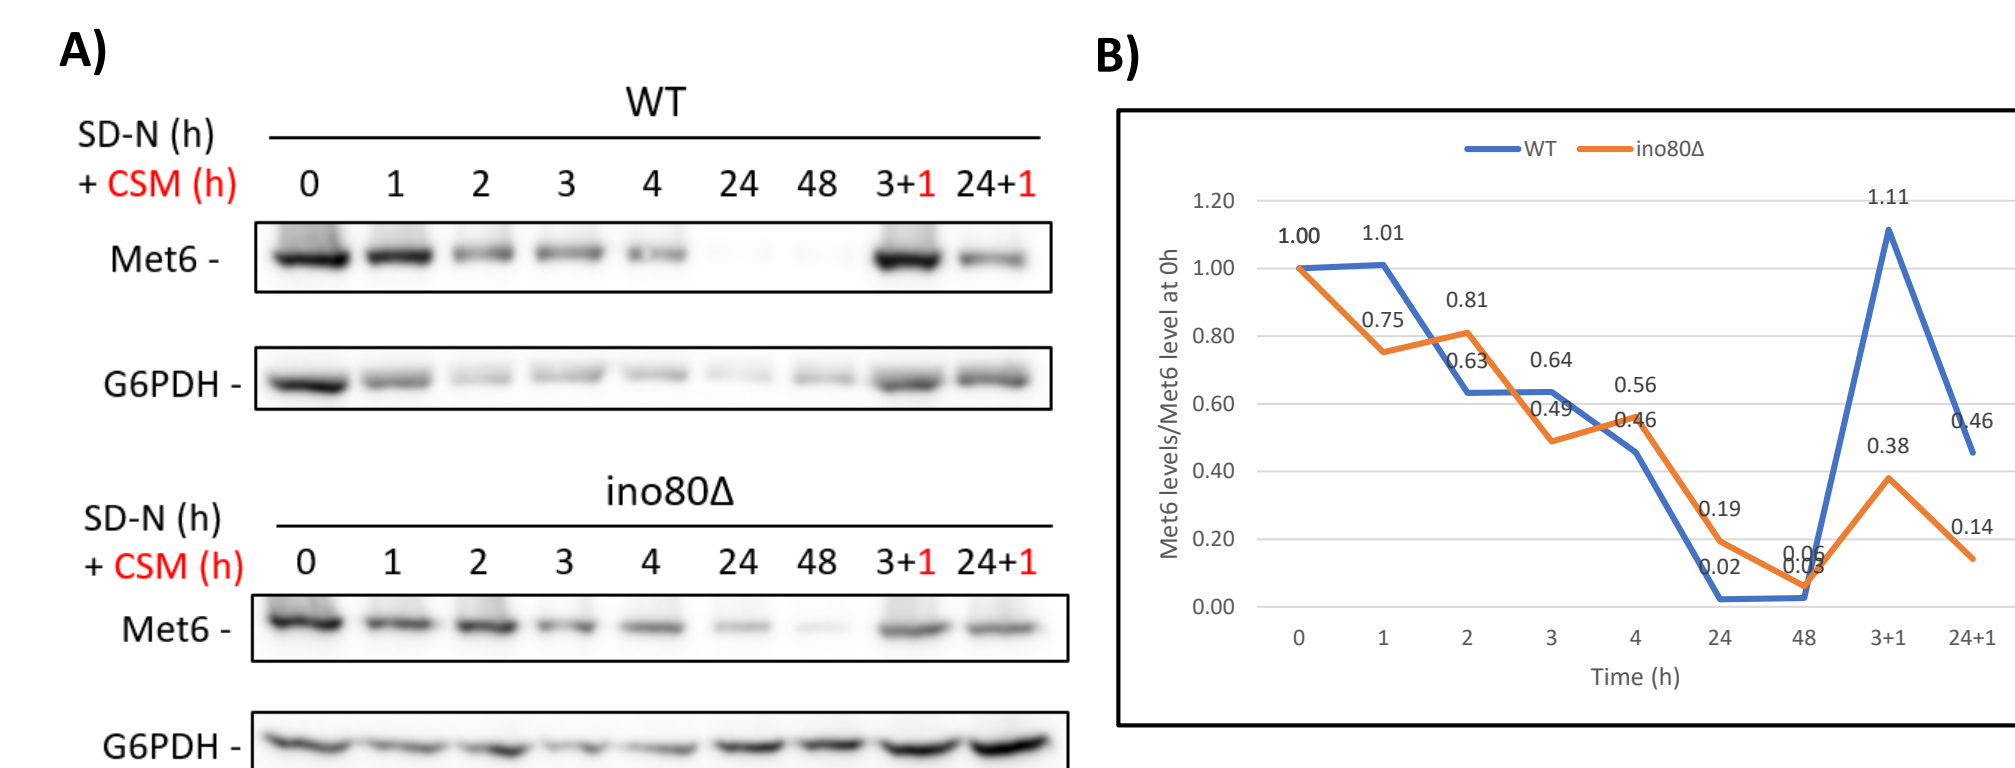 A)
WT
SD-N (h)
+ CSM (h) 0 1 2 3 4 24 48 3+1 24+1
Met6 -
G6PDH -
ino80Δ
SD-N (h)
+ CSM (h) 0 1 2 3 4 24 48 3+1 24+1
Met6 -
G6PDH -
B)
WT ino80Δ
Met6 levels/Met6 level at 0h
1.20
1.00
0.80
0.60
0.40
0.20
0.00
1.00 1.01 0.63 0.64 0.46 0.02 0.03 1.11 0.46
0.75 0.81 0.49 0.56 0.19 0.06 0.38 0.14
0 1 2 3 4 24 48 3+1 24+1
Time (h)